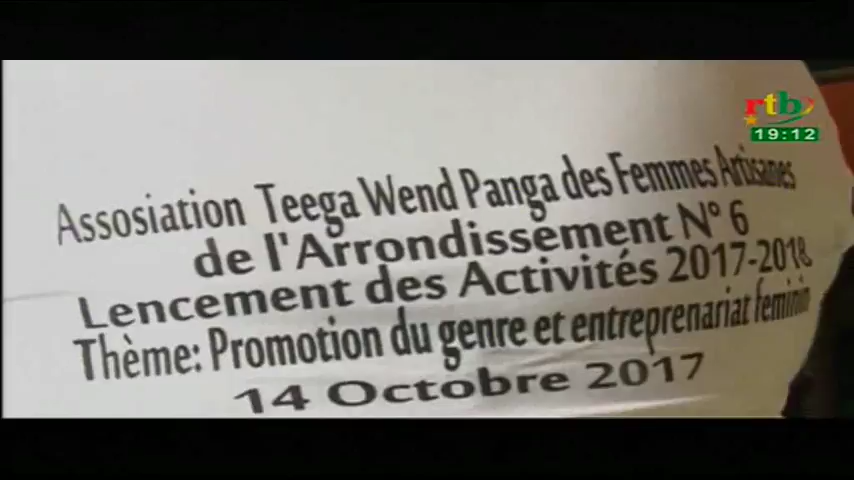 rtb
19:12
Assosiation Teega Wend Panga des Femmes Artisanes
de l'Arrondissement N° 6
Lencement des Activités 2017-2018
Thème: Promotion du genre et entreprenariat feminin
14 Octobre 2017